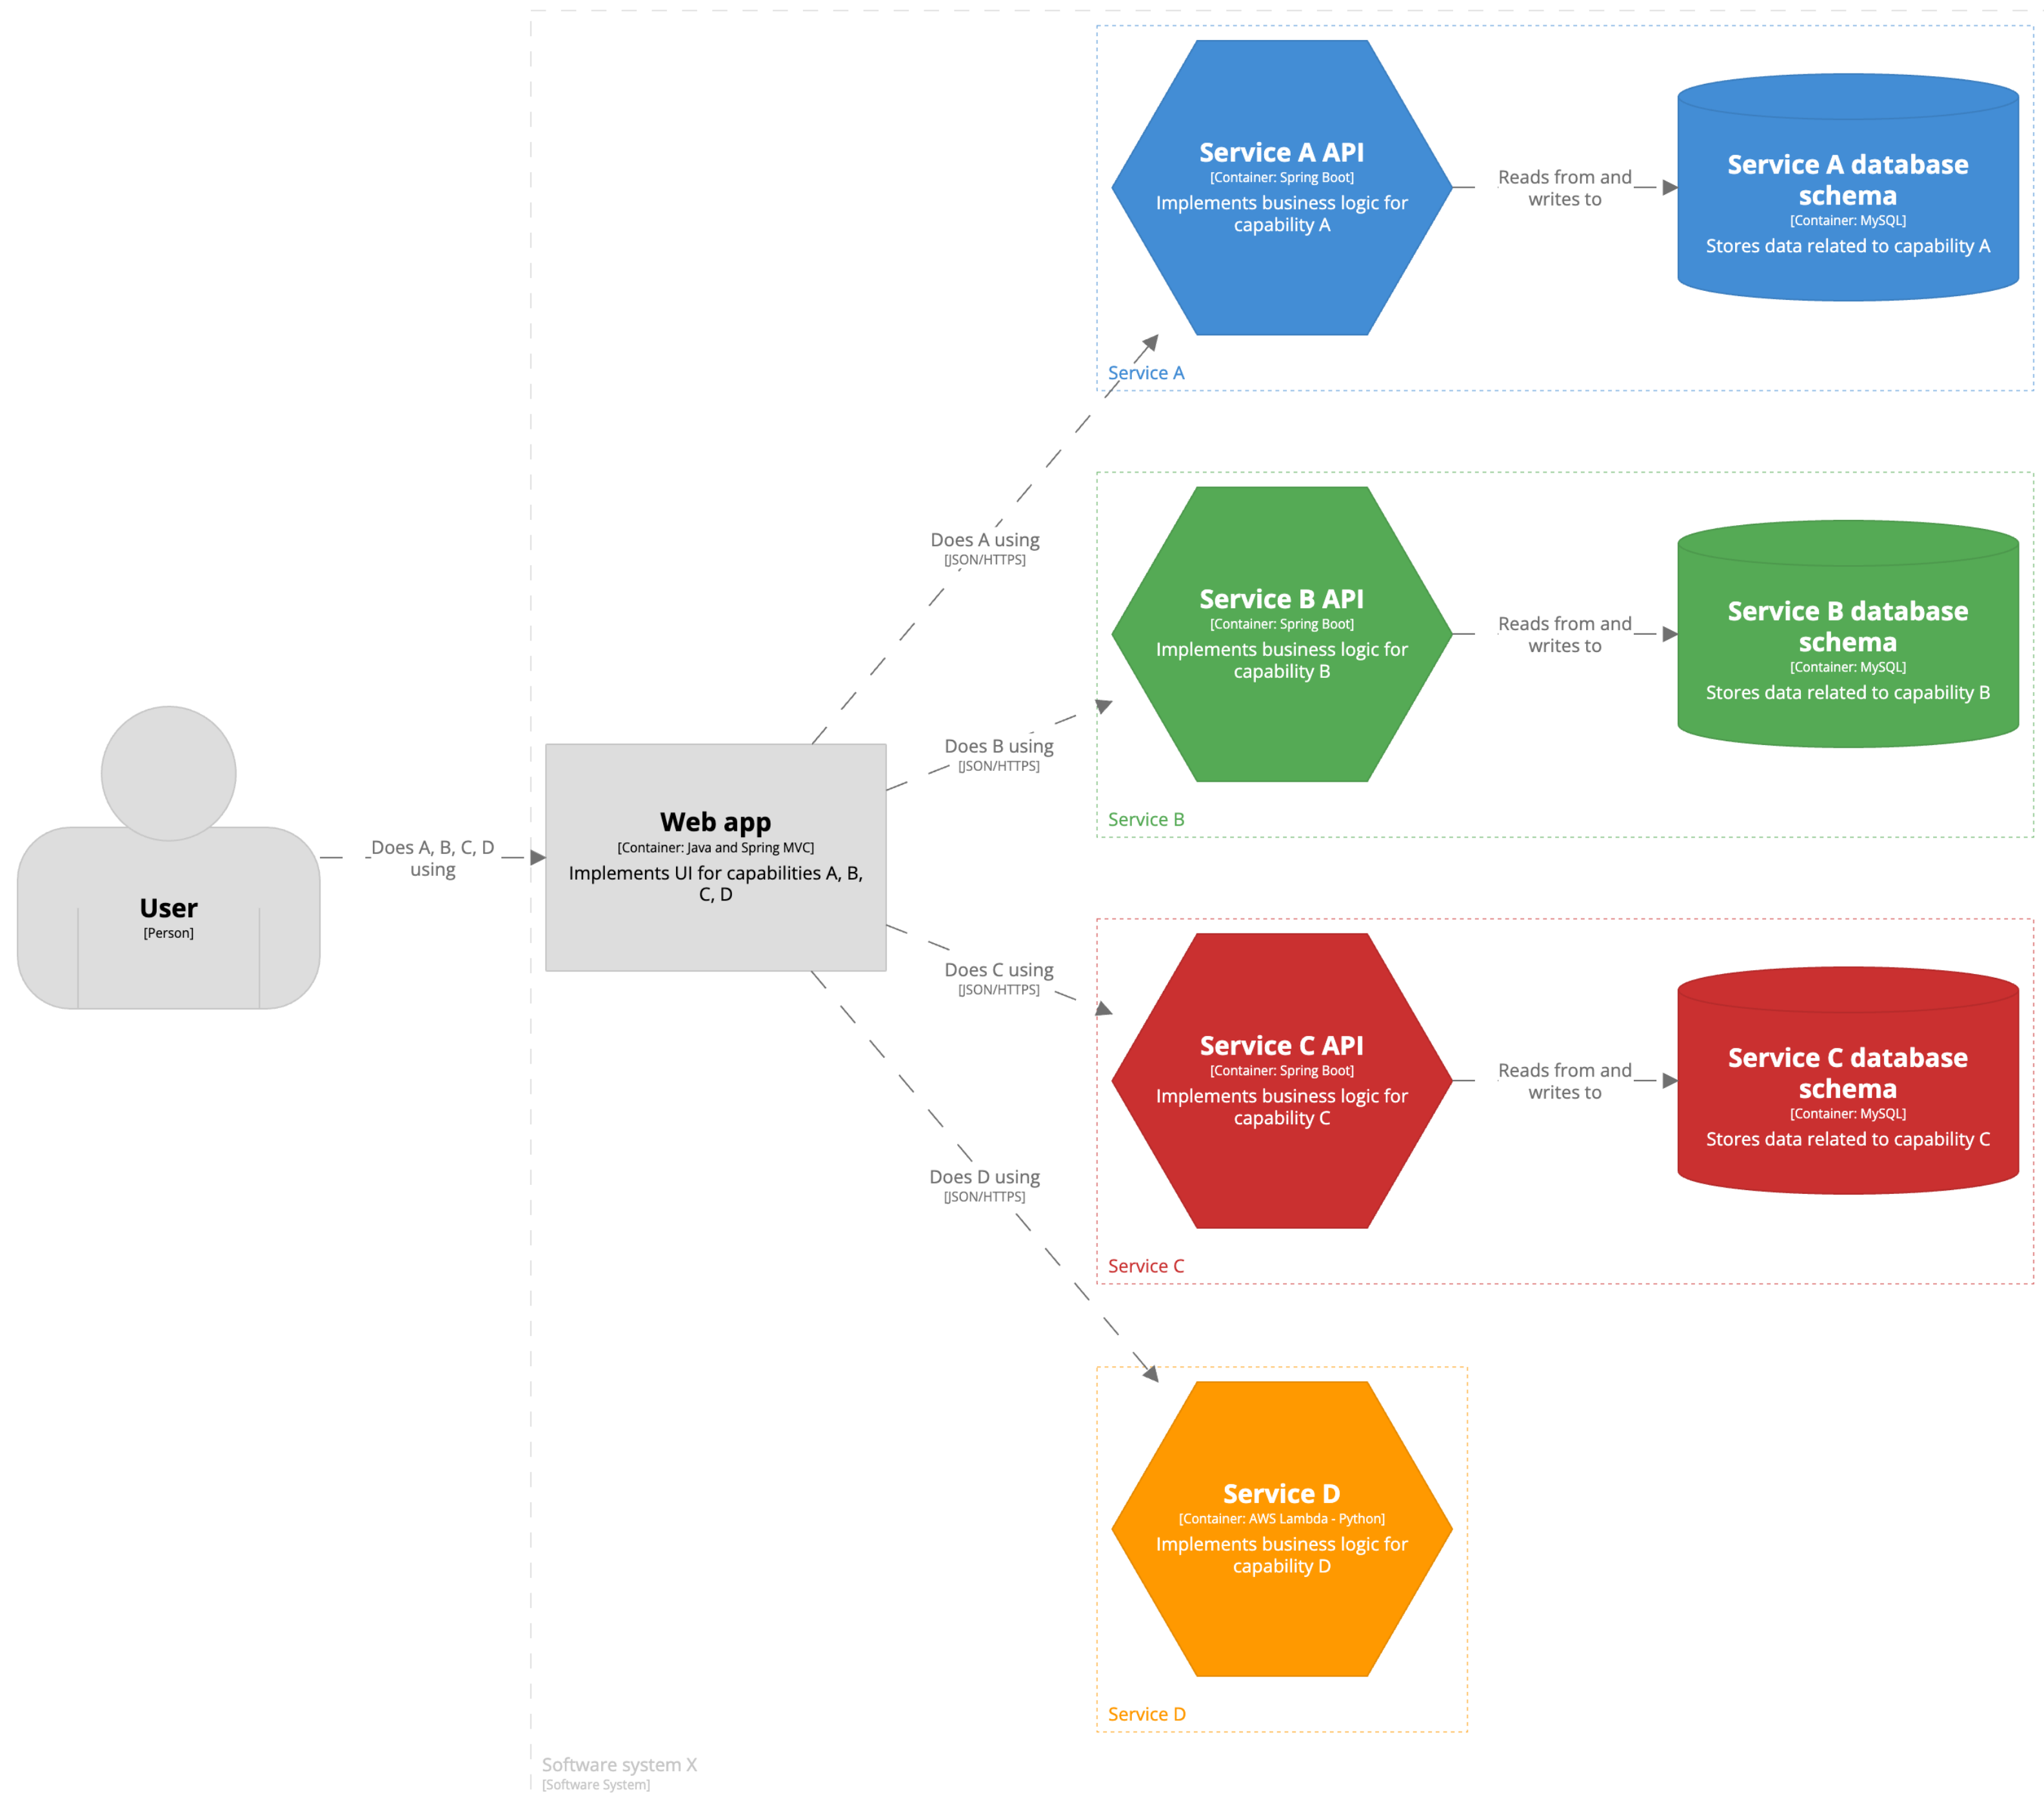 Service A API
[Container: Spring Boot]
Implements business logic for
capability A
Reads from and
writes to
Service A database
schema
[Container: MySQL]
Stores data related to capability A
Service A
Does A using
[JSON/HTTPS]
Service B API
[Container: Spring Boot]
Implements business logic for
capability B
Reads from and
writes to
Service B database
schema
[Container: MySQL]
Stores data related to capability B
Service B
Does B using
[JSON/HTTPS]
User
[Person]
Does A, B, C, D
using
Web app
[Container: Java and Spring MVC]
Implements UI for capabilities A, B,
C, D
Does C using
[JSON/HTTPS]
Service C API
[Container: Spring Boot]
Implements business logic for
capability C
Reads from and
writes to
Service C database
schema
[Container: MySQL]
Stores data related to capability C
Service C
Does D using
[JSON/HTTPS]
Service D
[Container: AWS Lambda - Python]
Implements business logic for
capability D
Service D
Software system X
[Software System]